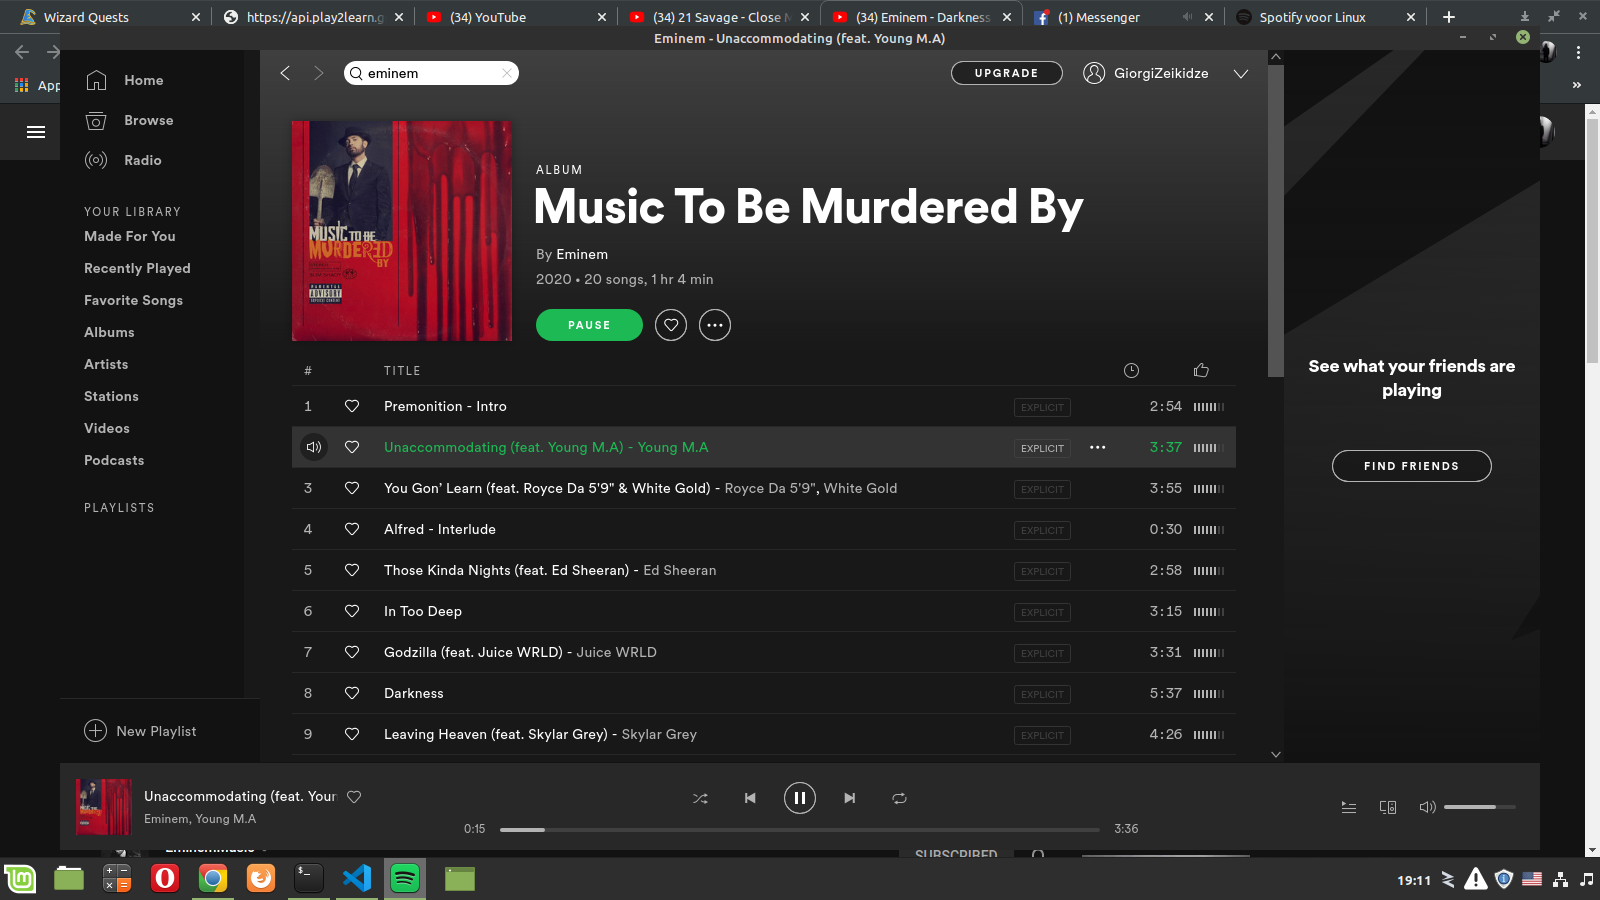 Wizard Quests
https://api.play2learn.g
(34) YouTube
(34) 21 Savage - Close M
(34) Eminem - Darkness
(1) Messenger
Spotify voor Linux
Eminem - Unaccommodating (feat. Young M.A)
App
»
Home
Browse
Radio
YOUR LIBRARY
Made For You
Recently Played
Favorite Songs
Albums
Artists
Stations
Videos
Podcasts
PLAYLISTS
New Playlist
eminem
UPGRADE
GiorgiZeikidze
MUSIC TO BE
MURDERED
BY
PARENTAL
ADVISORY
EXPLICIT CONTENT
ALBUM
Music To Be Murdered By
By Eminem
2020 • 20 songs, 1 hr 4 min
PAUSE
# TITLE
1 Premonition - Intro EXPLICIT 2:54
Unaccommodating (feat. Young M.A) - Young M.A EXPLICIT ••• 3:37
3 You Gon’ Learn (feat. Royce Da 5'9" & White Gold) - Royce Da 5'9", White Gold EXPLICIT 3:55
4 Alfred - Interlude EXPLICIT 0:30
5 Those Kinda Nights (feat. Ed Sheeran) - Ed Sheeran EXPLICIT 2:58
6 In Too Deep EXPLICIT 3:15
7 Godzilla (feat. Juice WRLD) - Juice WRLD EXPLICIT 3:31
8 Darkness EXPLICIT 5:37
9 Leaving Heaven (feat. Skylar Grey) - Skylar Grey EXPLICIT 4:26
See what your friends are
playing
FIND FRIENDS
Unaccommodating (feat. Your
Eminem, Young M.A
0:15
3:36
EminemMusic
SUBSCRIBED
19:11